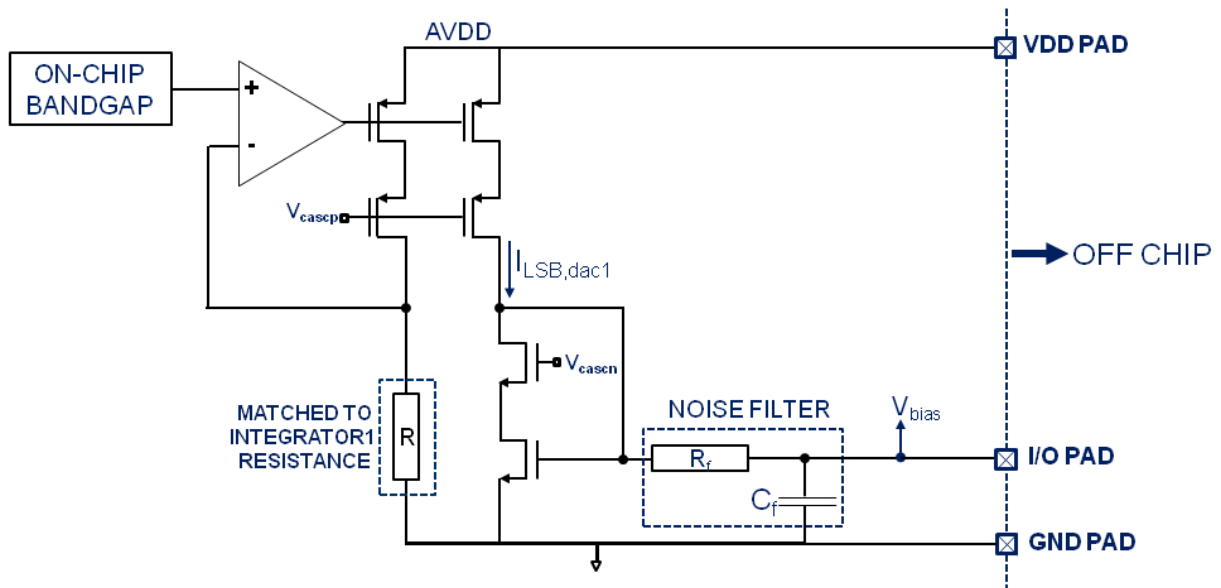 AVDD
VDD PAD
ON-CHIP
BANDGAP
+
-
Vcascp
ILSB,dac1
OFF CHIP
Vcascn
MATCHED TO
INTEGRATOR1
RESISTANCE
R
NOISE FILTER
Rf
Cf
Vbias
I/O PAD
GND PAD